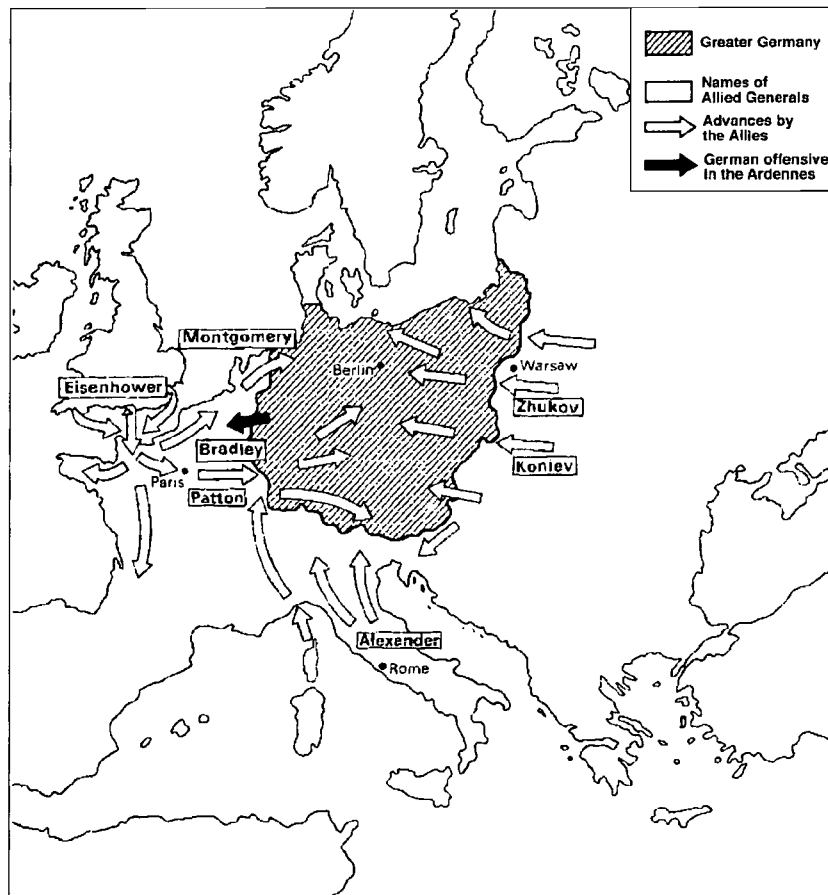 Greater Germany
Names of
Allied Generals
Advances by
the Allies
German offensive
in the Ardennes
Montgomery
Eisenhower
Berlin
Warsaw
Zhukov
Bradley
Koniev
Paris
Patton
Alexander
Rome